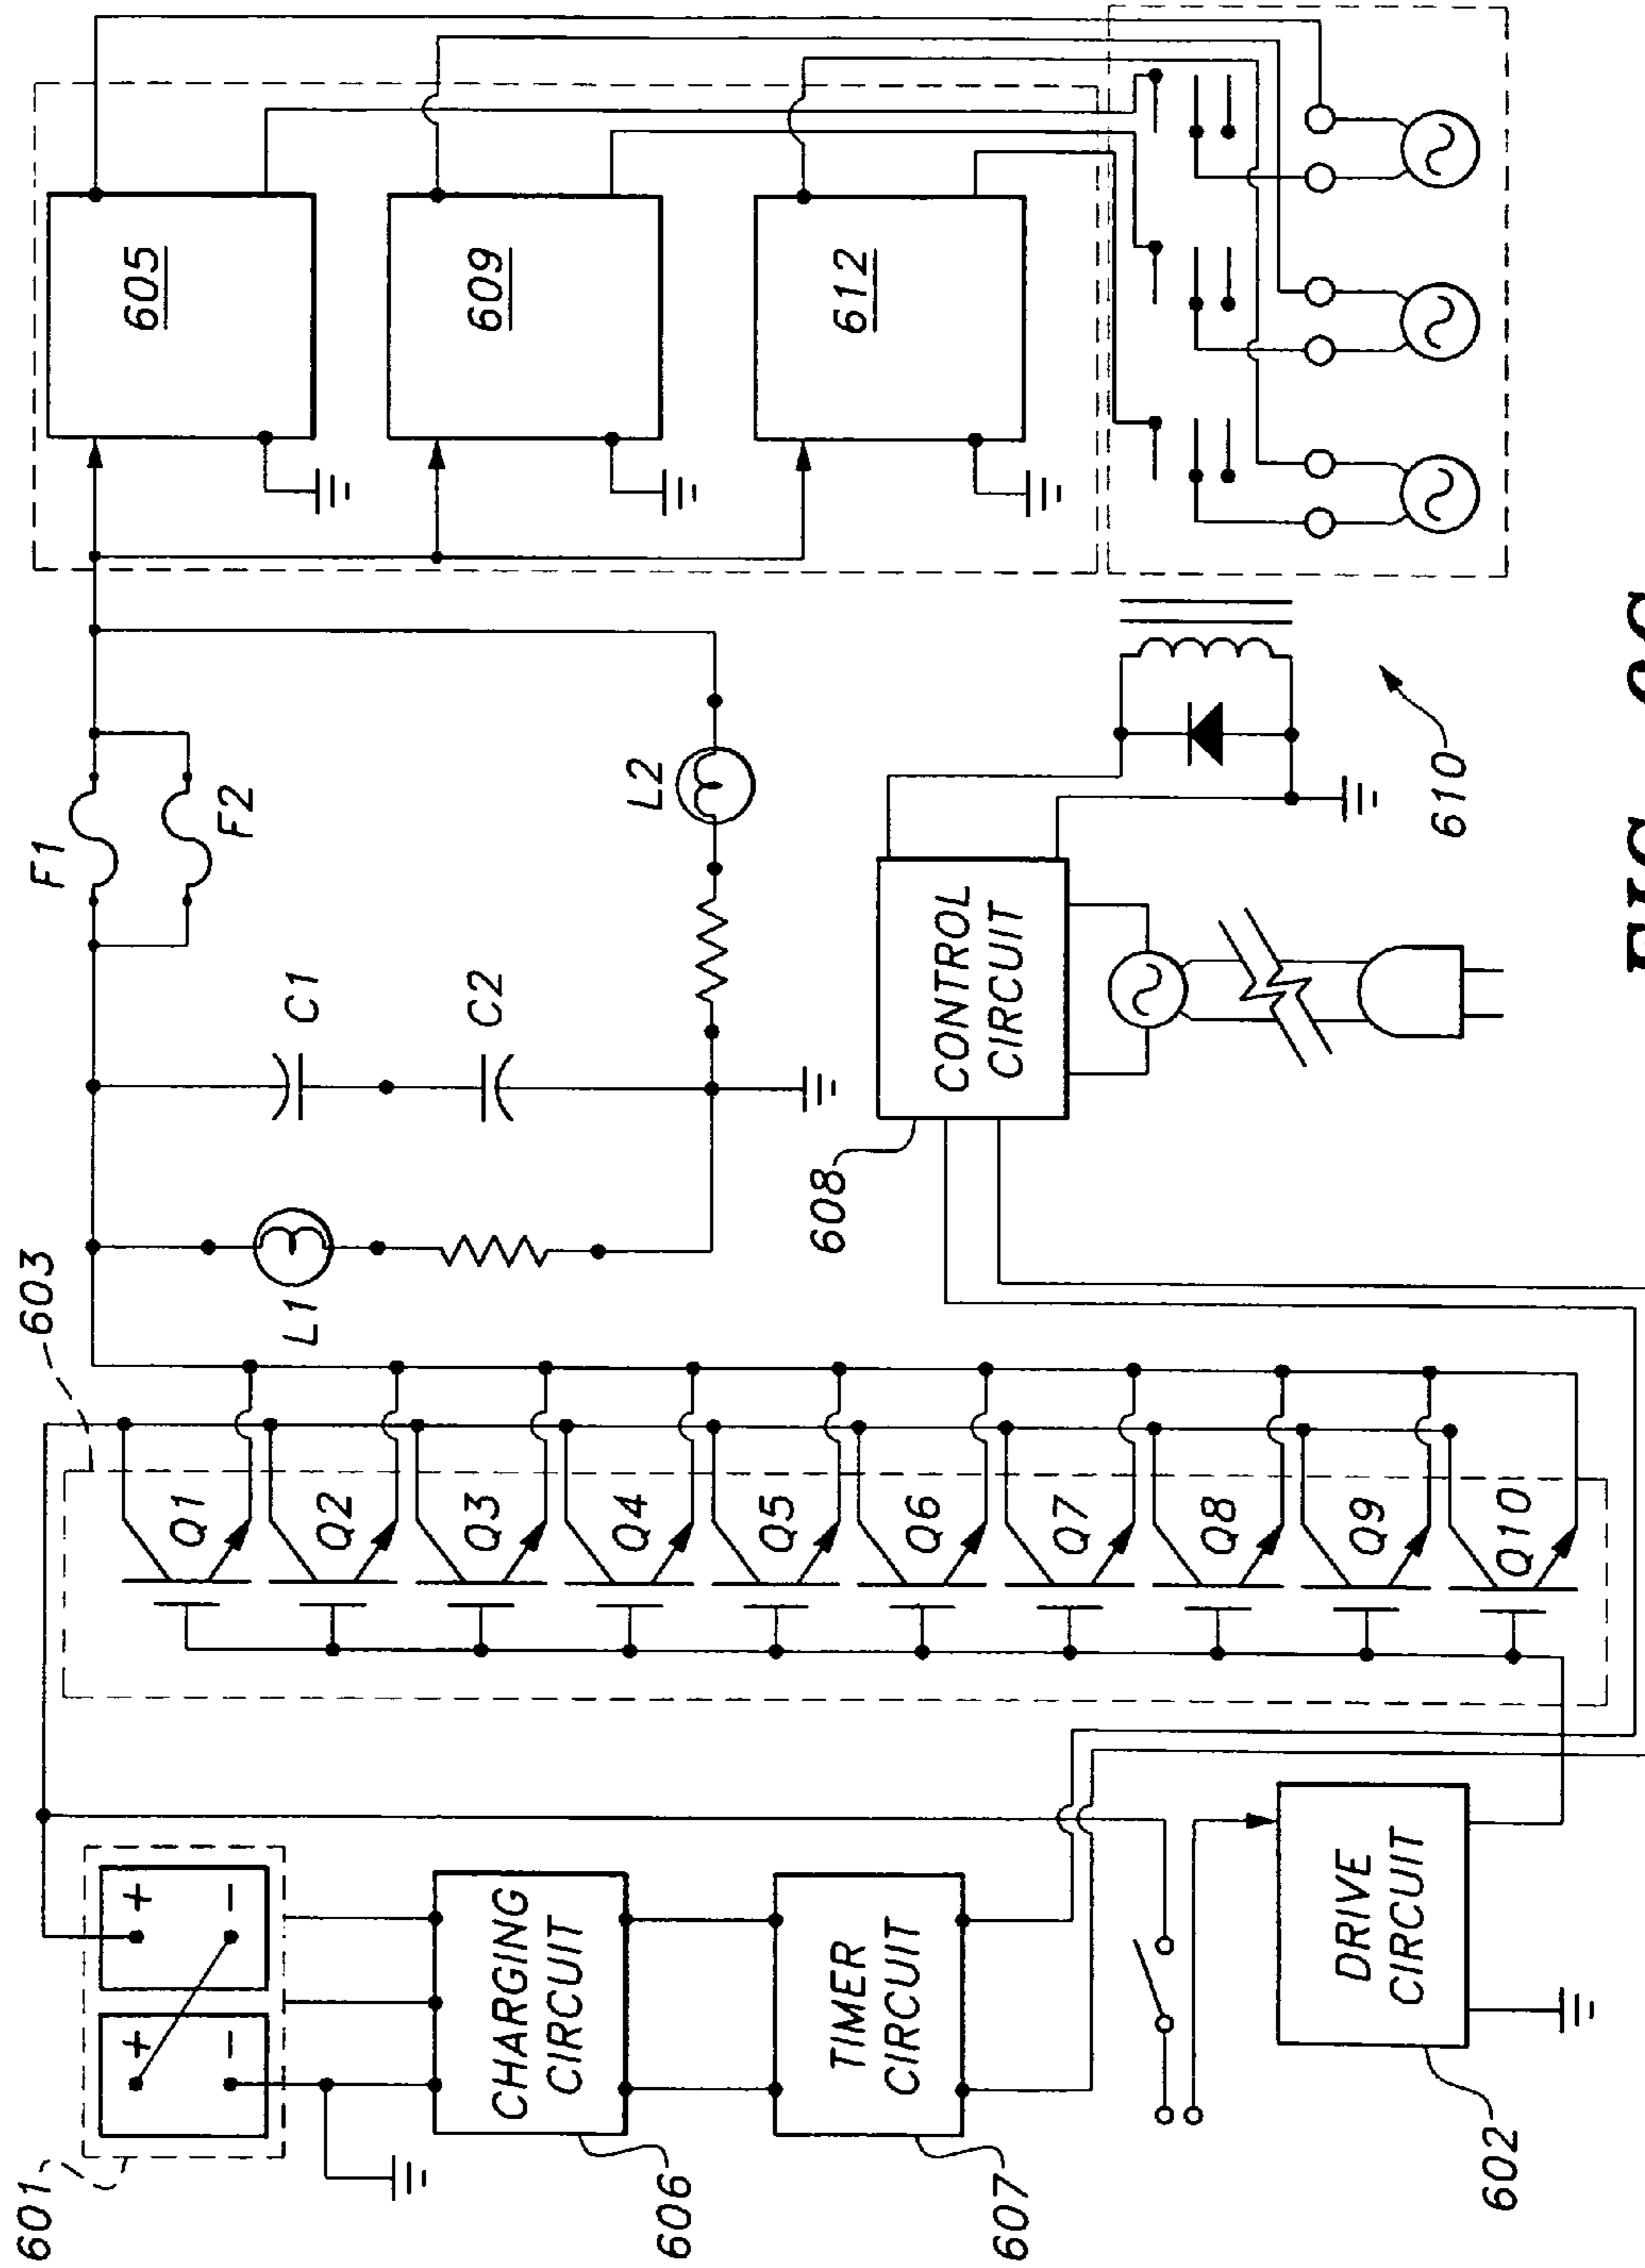 601
603
F1
605
+ +
Q1
F2
− −
L1
C1
Q2
Q3
C2
609
CHARGING
CIRCUIT
606
Q4
L2
Q5
608
612
TIMER
CIRCUIT
607
Q6
CONTROL
CIRCUIT
Q7
Q8
DRIVE
CIRCUIT
602
Q9
610
Q10